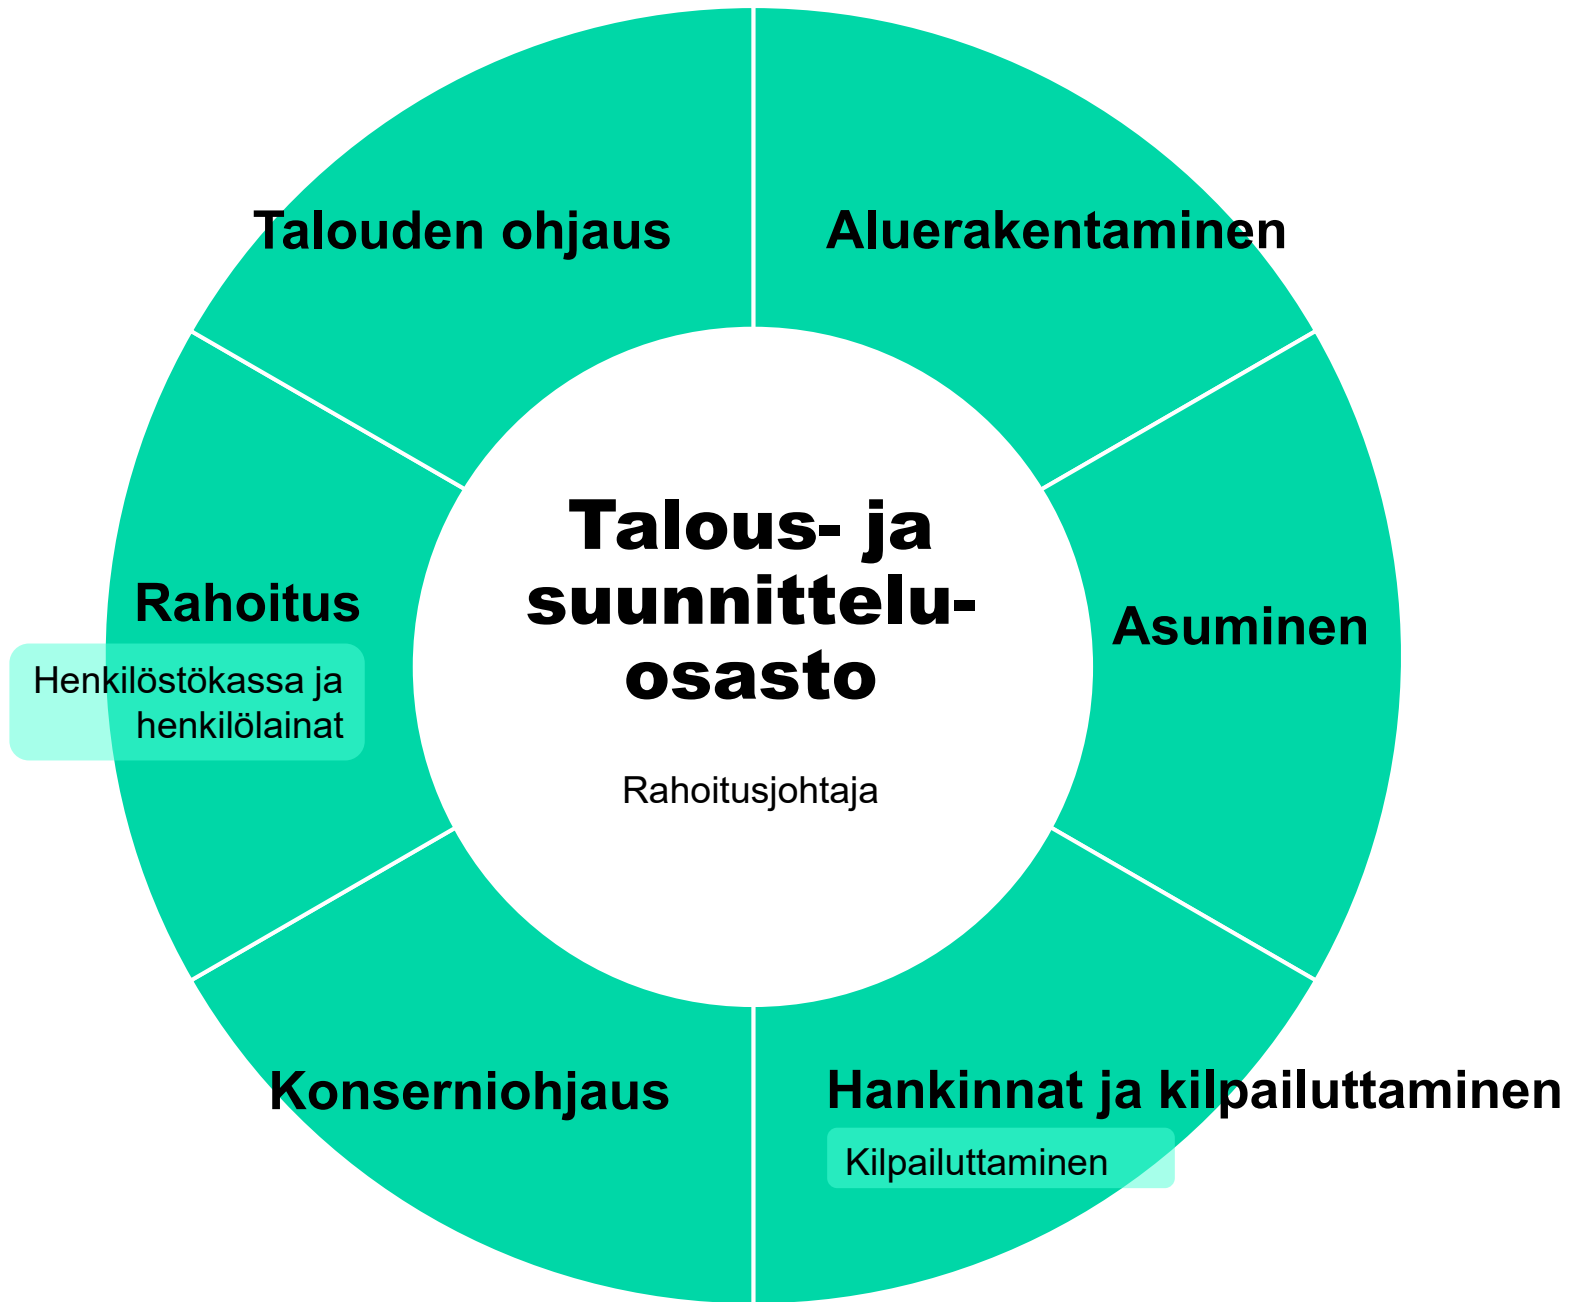 Talouden ohjaus
Aluerakentaminen
Talous- ja
suunnittelu-
osasto
Rahoitusjohtaja
Rahoitus
Henkilöstökassa ja
henkilölainat
Asuminen
Konserniohjaus
Hankinnat ja kilpailuttaminen
Kilpailuttaminen